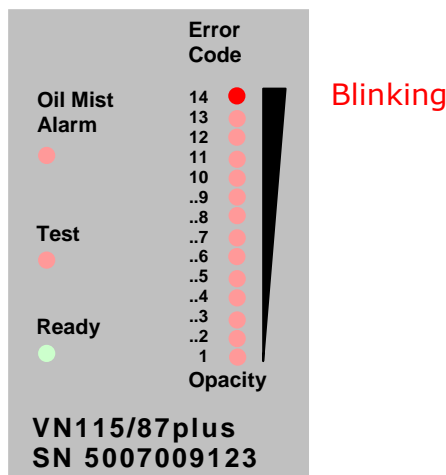 Error
Code
Oil Mist
Alarm
14
Blinking
13
12
11
10
..9
..8
Test
..7
..6
..5
..4
Ready
..3
..2
1
Opacity
VN115/87plus
SN 5007009123